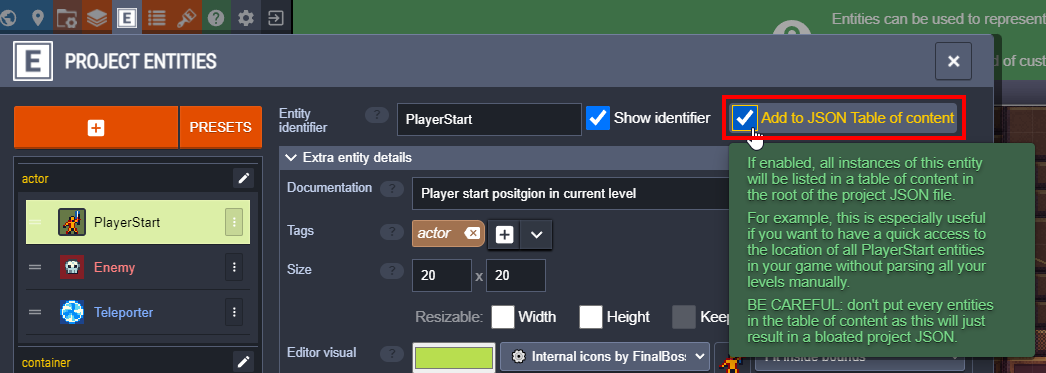 Entities can be used to represent
d of cust
E
E PROJECT ENTITIES
PRESETS
Entity identifier ? PlayerStart Show identifier Add to JSON Table of content
Extra entity details
actor
PlayerStart
Enemy
Teleporter
container
Documentation ? Player start positgion in current level
Tags ? actor
Size ? 20 x 20
Resizable: Width Height Keep
Editor visual Internal icons by FinalBoss
Fit inside bounds
If enabled, all instances of this entity
will be listed in a table of content in
the root of the project JSON file.
For example, this is especially useful
if you want to have a quick access to
the location of all PlayerStart entities
in your game without parsing all your
levels manually.
BE CAREFUL: don't put every entities
in the table of content as this will just
result in a bloated project JSON.